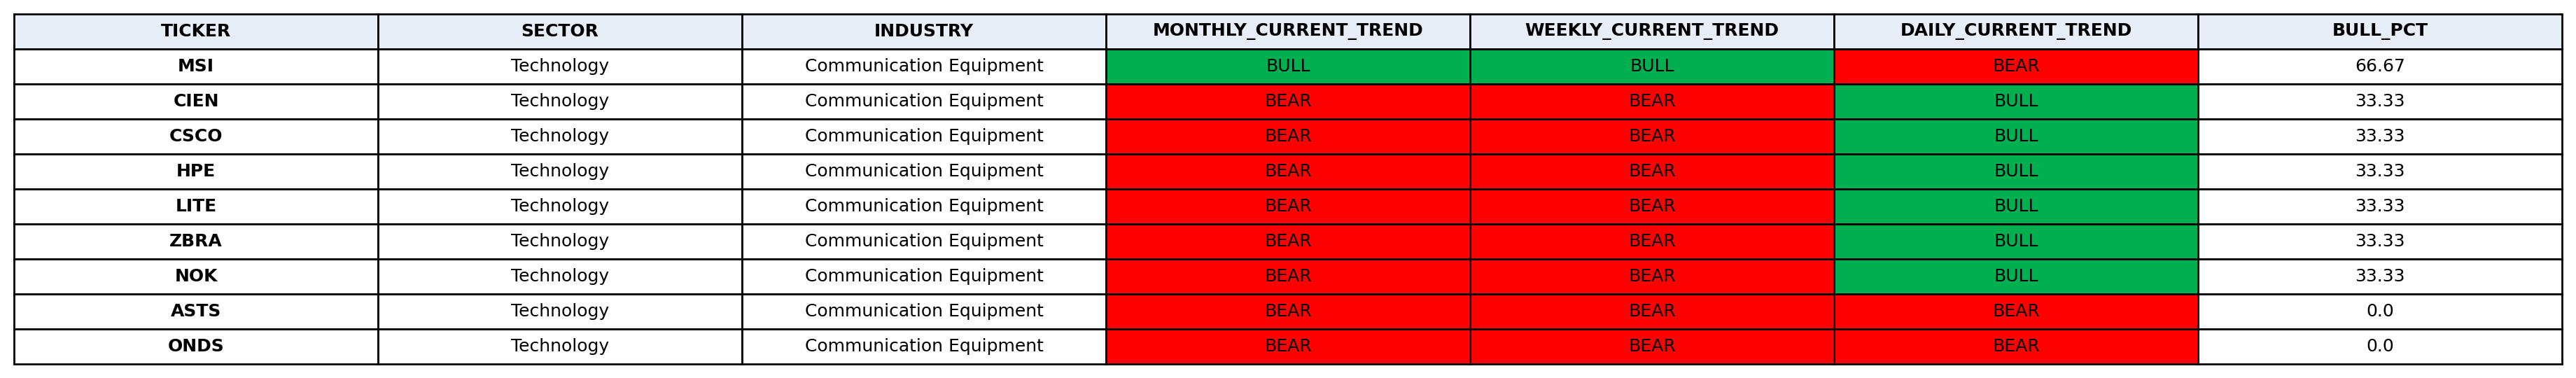 TICKER SECTOR INDUSTRY MONTHLY_CURRENT_TREND WEEKLY_CURRENT_TREND DAILY_CURRENT_TREND BULL_PCT
MSI Technology Communication Equipment BULL BULL BEAR 66.67
CIEN Technology Communication Equipment BEAR BEAR BULL 33.33
CSCO Technology Communication Equipment BEAR BEAR BULL 33.33
HPE Technology Communication Equipment BEAR BEAR BULL 33.33
LITE Technology Communication Equipment BEAR BEAR BULL 33.33
ZBRA Technology Communication Equipment BEAR BEAR BULL 33.33
NOK Technology Communication Equipment BEAR BEAR BULL 33.33
ASTS Technology Communication Equipment BEAR BEAR BEAR 0.0
ONDS Technology Communication Equipment BEAR BEAR BEAR 0.0